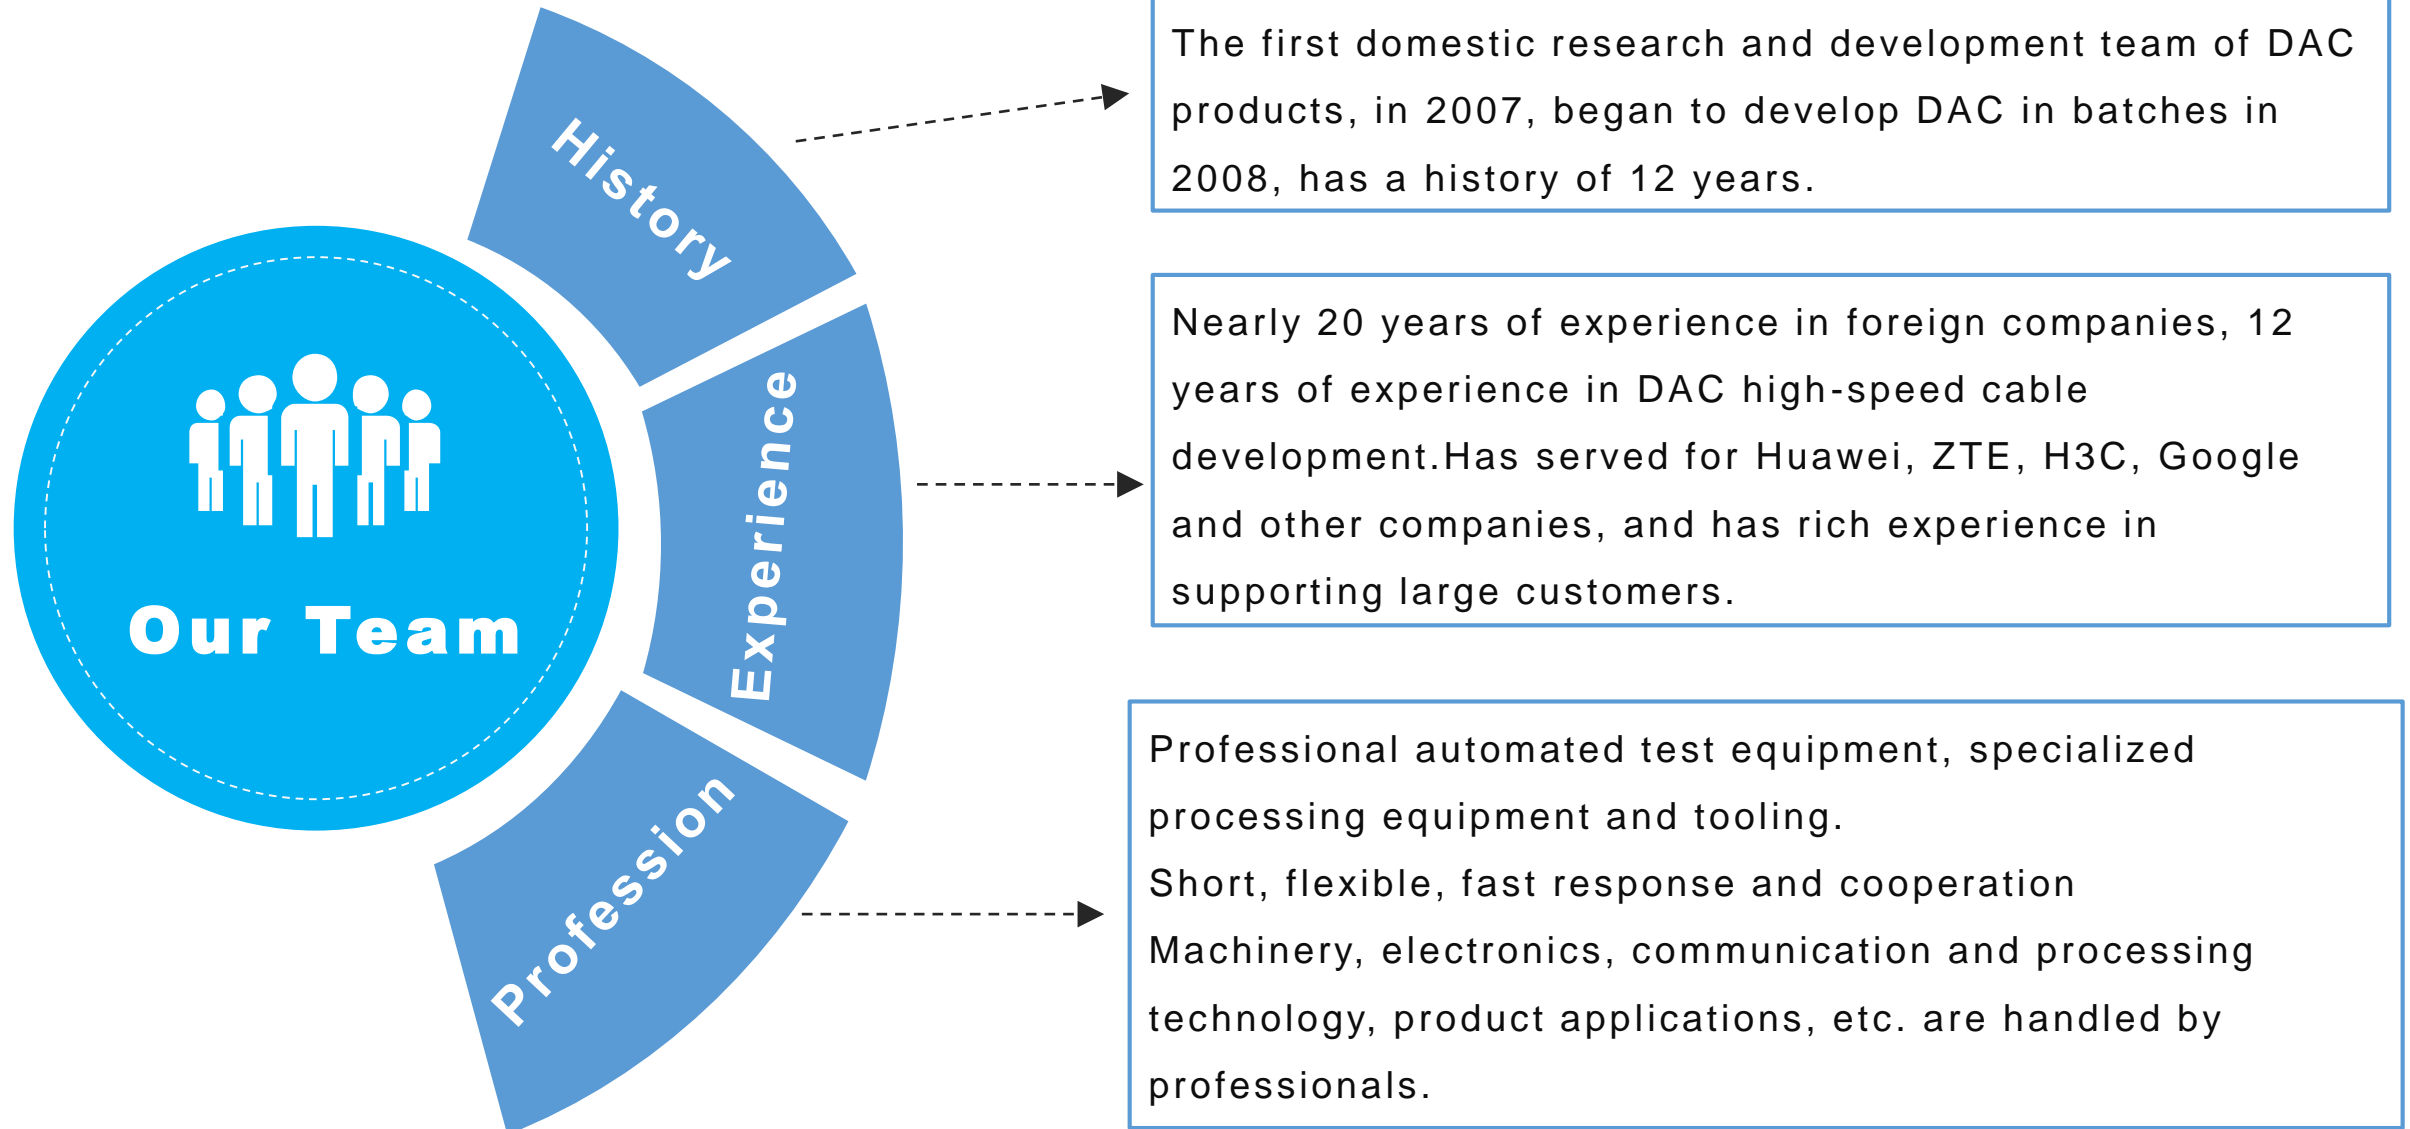 Our Team
History
The first domestic research and development team of DAC
products, in 2007, began to develop DAC in batches in
2008, has a history of 12 years.
Experience
Nearly 20 years of experience in foreign companies, 12
years of experience in DAC high-speed cable
development.Has served for Huawei, ZTE, H3C, Google
and other companies, and has rich experience in
supporting large customers.
Profession
Professional automated test equipment, specialized
processing equipment and tooling.
Short, flexible, fast response and cooperation
Machinery, electronics, communication and processing
technology, product applications, etc. are handled by
professionals.